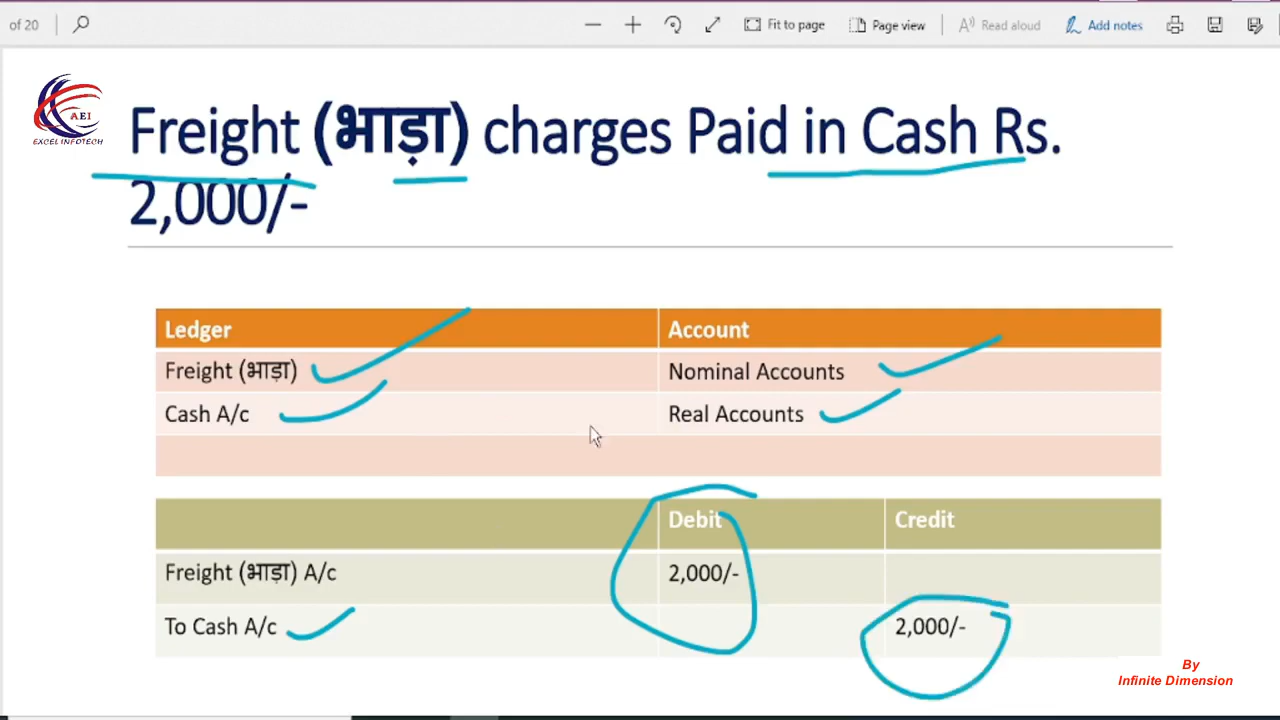 of 20
Fit to page
Page view
Read aloud
Add notes
AEI
EXCEL INFOTECH
Freight (भाड़ा) charges Paid in Cash Rs.
2,000/-
Ledger Account
Freight (भाड़ा) Nominal Accounts
Cash A/c Real Accounts
Debit Credit
Freight (भाड़ा) A/c 2,000/-
To Cash A/c 2,000/-
By
Infinite Dimension